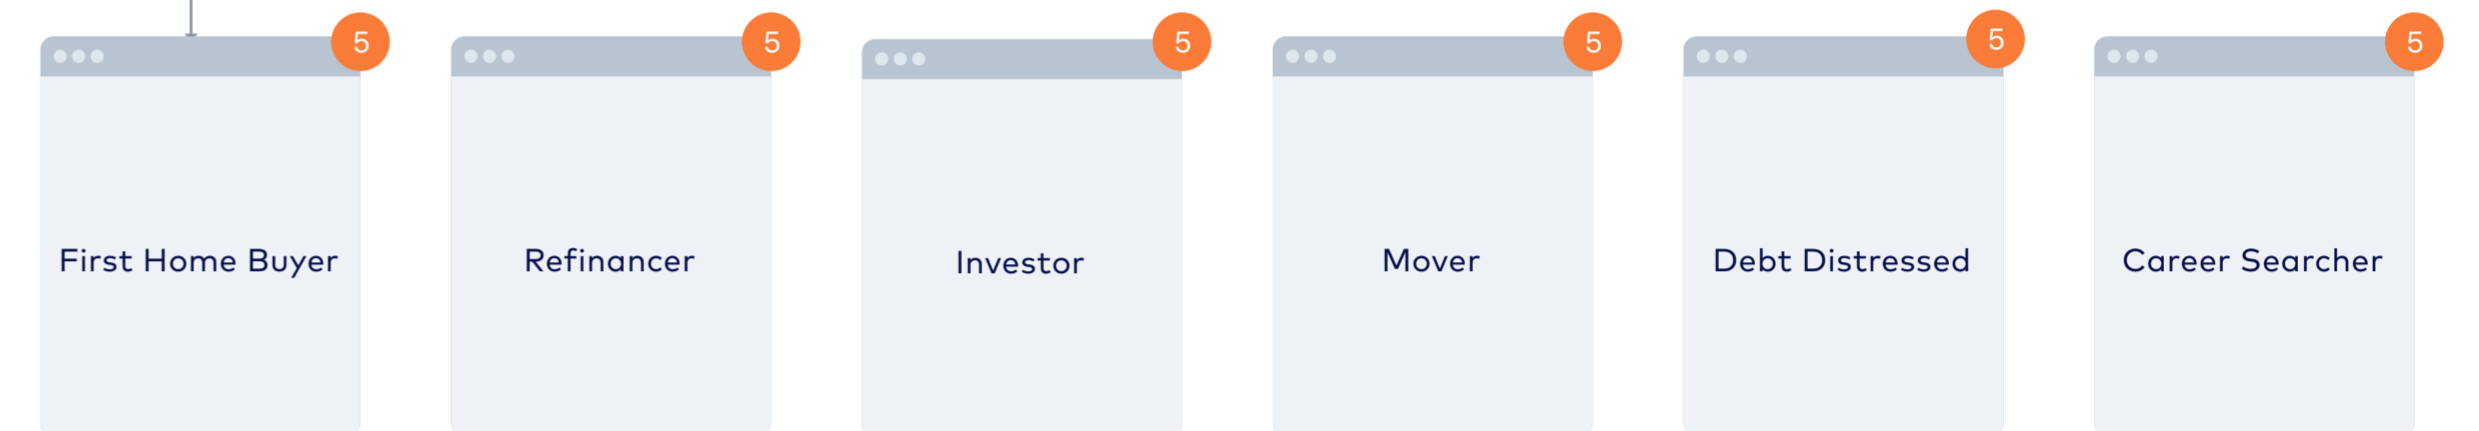 5
5
5
5
5
5
First Home Buyer
Refinancer
Investor
Mover
Debt Distressed
Career Searcher